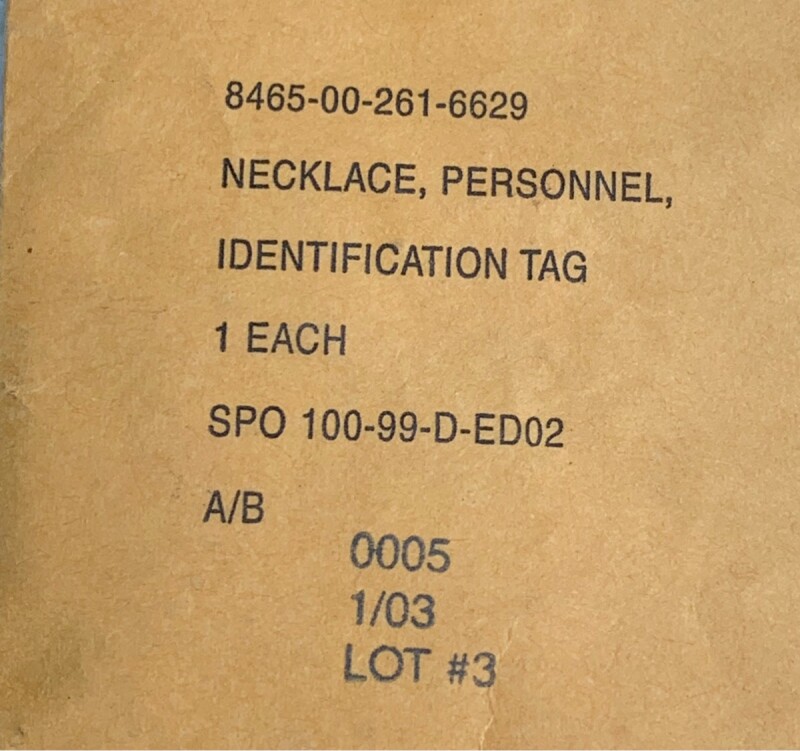 8465-00-261-6629
NECKLACE, PERSONNEL,
IDENTIFICATION TAG
1 EACH
SPO 100-99-D-ED02
A/B
0005
1/03
LOT #3